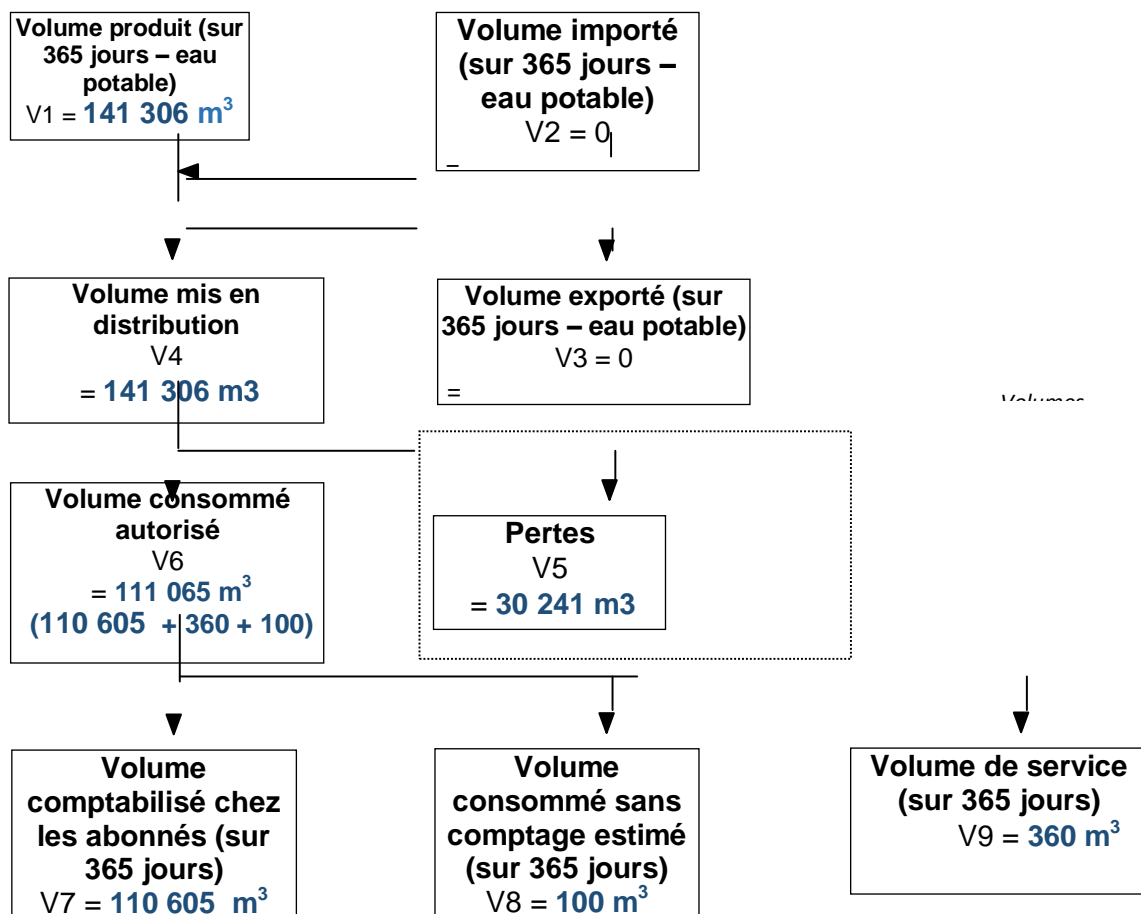 Volume produit (sur
365 jours – eau
potable)
V1 = 141 306 m³
Volume importé
(sur 365 jours –
eau potable)
V2 = 0
Volume mis en
distribution
V4
= 141 306 m3
Volume exporté (sur
365 jours – eau potable)
V3 = 0
=
Volumes
Volume consommé
autorisé
V6
= 111 065 m³
(110 605 + 360 + 100)
Pertes
V5
= 30 241 m3
Volume
comptabilisé chez
les abonnés (sur
365 jours)
V7 = 110 605 m³
Volume
consommé sans
comptage estimé
(sur 365 jours)
V8 = 100 m³
Volume de service
(sur 365 jours)
V9 = 360 m³